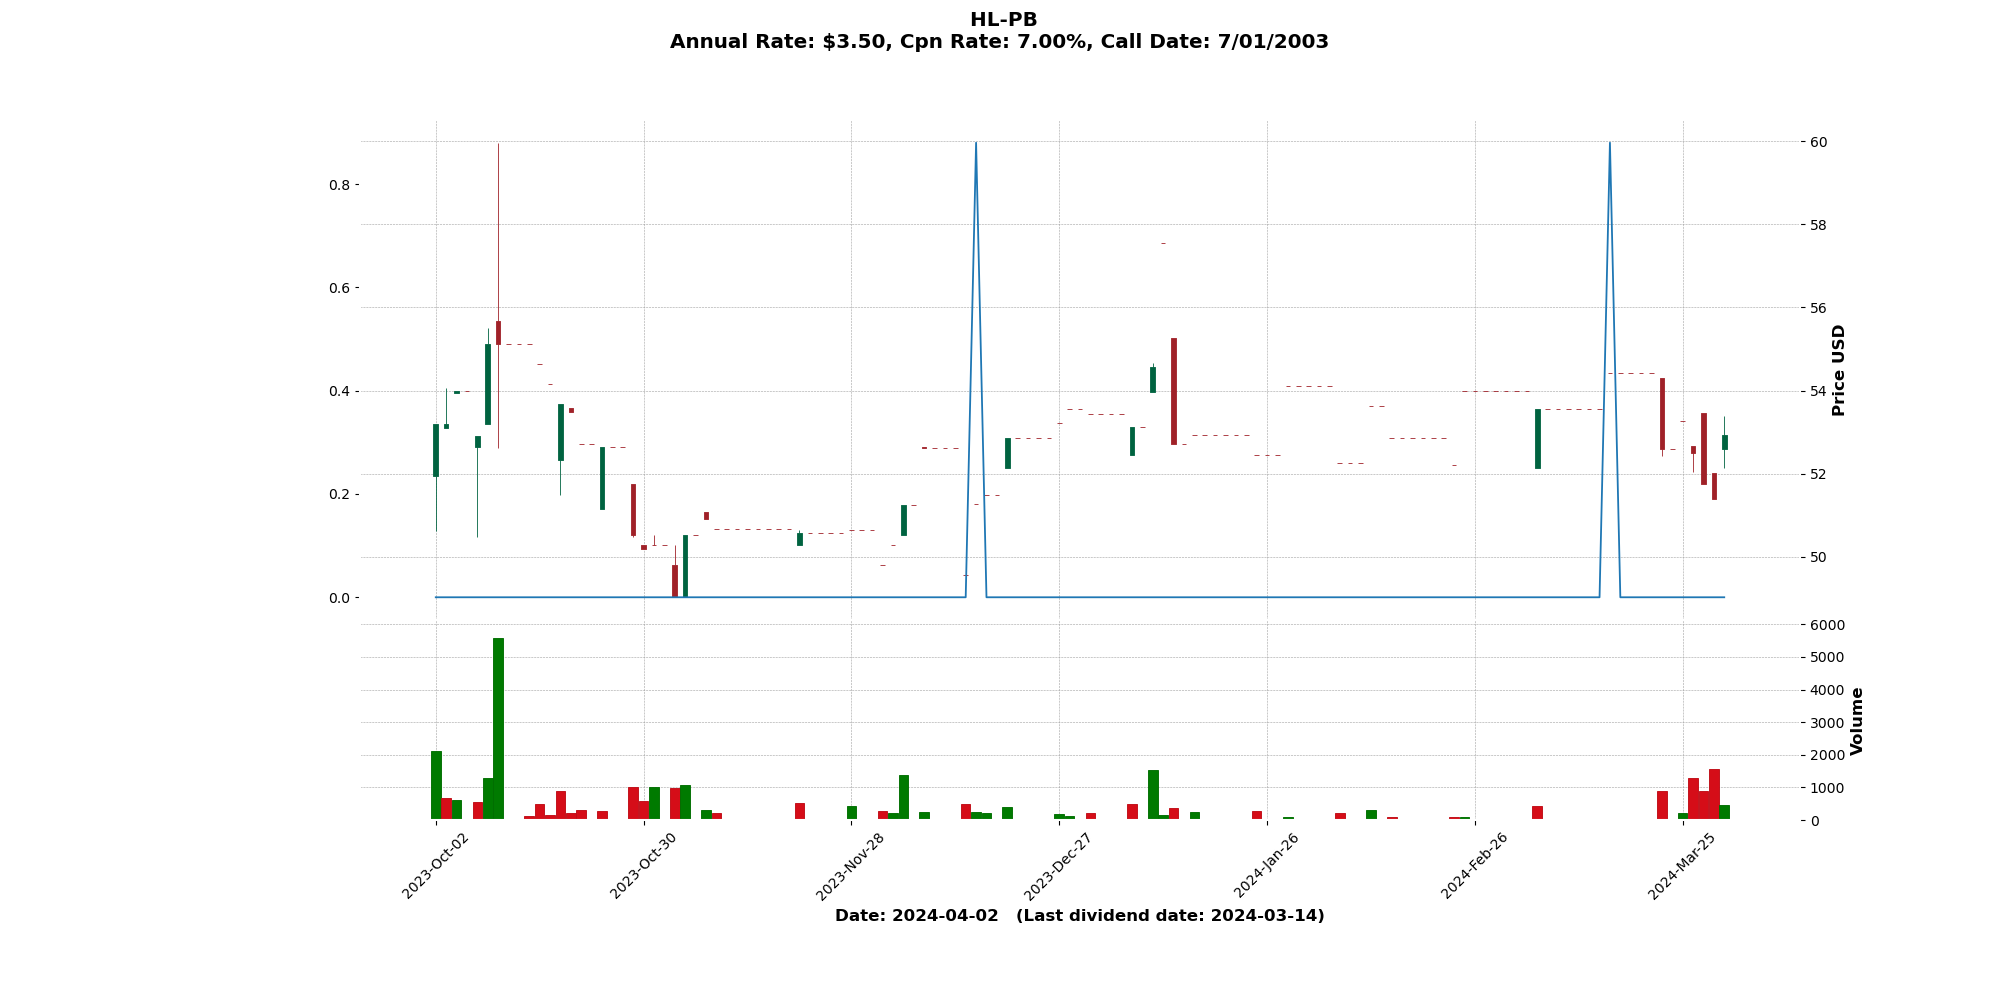 HL-PB
Annual Rate: $3.50, Cpn Rate: 7.00%, Call Date: 7/01/2003
0.8
0.6
0.4
0.2
0.0
60
58
56
54
52
50
Price USD
6000
5000
4000
3000
2000
1000
0
Volume
2023-Oct-02
2023-Oct-30
2023-Nov-28
2023-Dec-27
2024-Jan-26
2024-Feb-26
2024-Mar-25
Date: 2024-04-02 (Last dividend date: 2024-03-14)